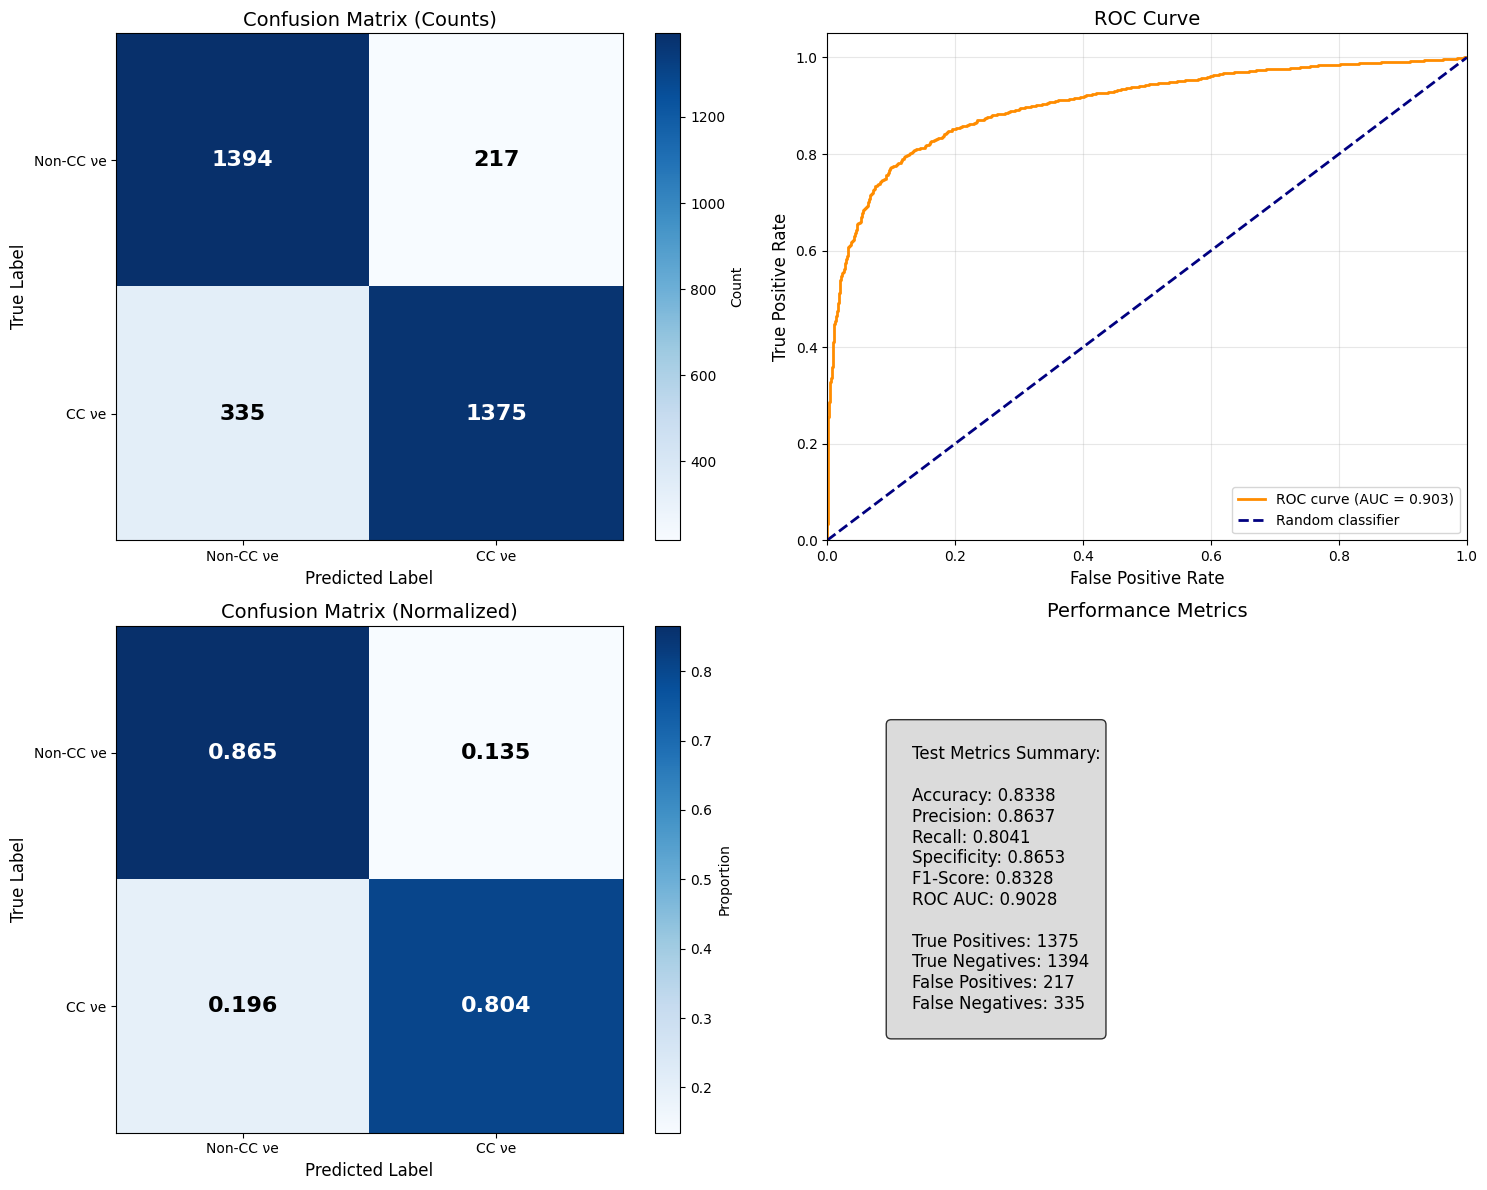 Confusion Matrix (Counts)
True Label
Non-CC νe
CC νe
1394
217
335
1375
Non-CC νe
CC νe
Predicted Label
1200
1000
800
600
400
Count
ROC Curve
True Positive Rate
1.0
0.8
0.6
0.4
0.2
0.0
0.0
0.2
0.4
0.6
0.8
1.0
False Positive Rate
ROC curve (AUC = 0.903)
Random classifier
Confusion Matrix (Normalized)
True Label
Non-CC νe
CC νe
0.865
0.135
0.196
0.804
Non-CC νe
CC νe
Predicted Label
0.8
0.7
0.6
0.5
0.4
0.3
0.2
Proportion
Performance Metrics
Test Metrics Summary:
Accuracy: 0.8338
Precision: 0.8637
Recall: 0.8041
Specificity: 0.8653
F1-Score: 0.8328
ROC AUC: 0.9028
True Positives: 1375
True Negatives: 1394
False Positives: 217
False Negatives: 335